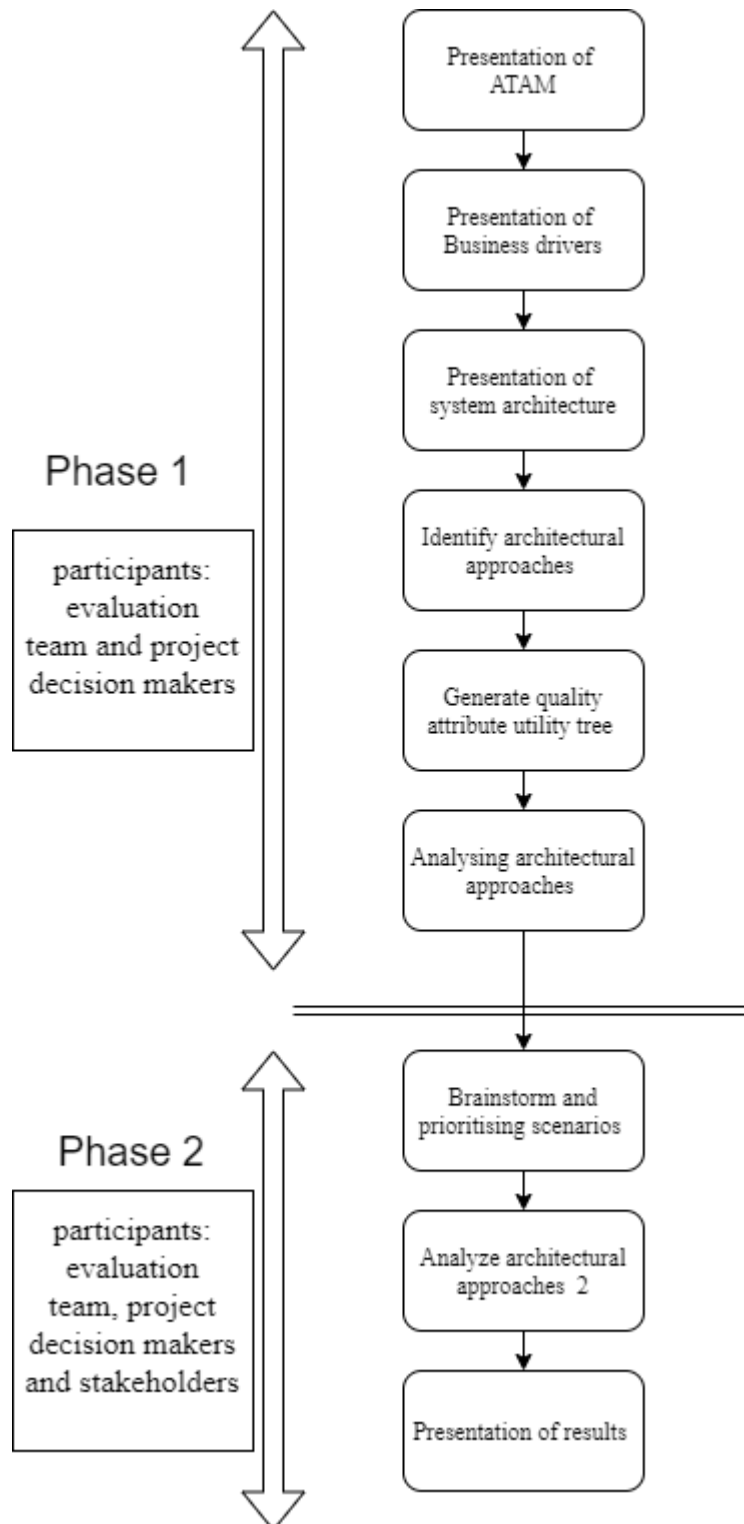 Presentation of
ATAM
Presentation of
Business drivers
Presentation of
system architecture
Phase 1
participants:
evaluation
team and project
decision makers
Identify architectural
approaches
Generate quality
attribute utility tree
Analysing architectural
approaches
Phase 2
participants:
evaluation
team, project
decision makers
and stakeholders
Brainstorm and
prioritising scenarios
Analyze architectural
approaches 2
Presentation of results